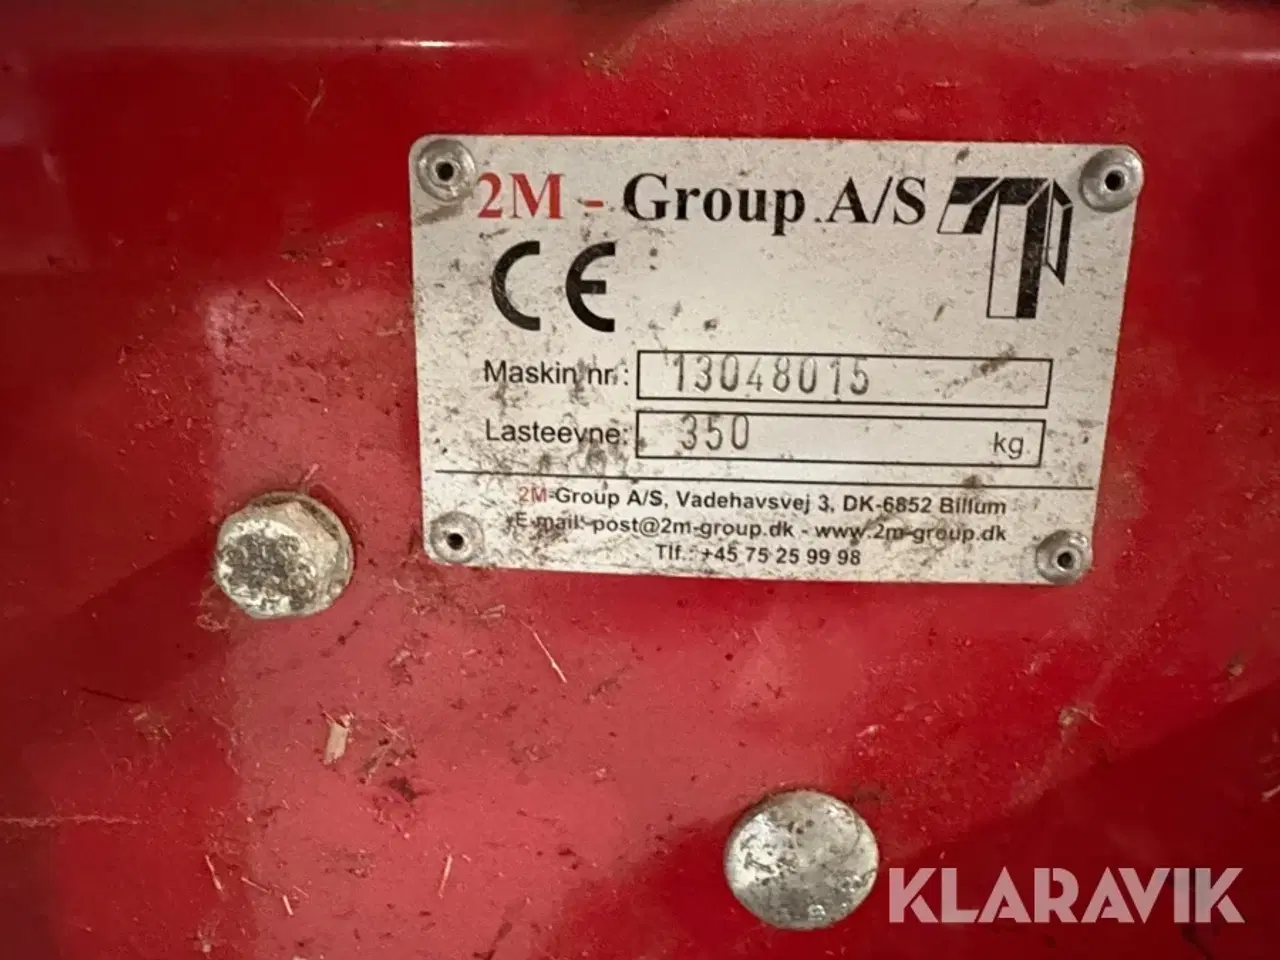 2M - Group A/S
CE
Maskin nr.: 13048015
Lasteevne: 350 kg
2M-Group A/S, Vadehavsvej 3, DK-6852 Billum
E-mail: post@2m-group.dk - www.2m-group.dk
Tlf.: +45 75 25 99 98
KLARAVIK